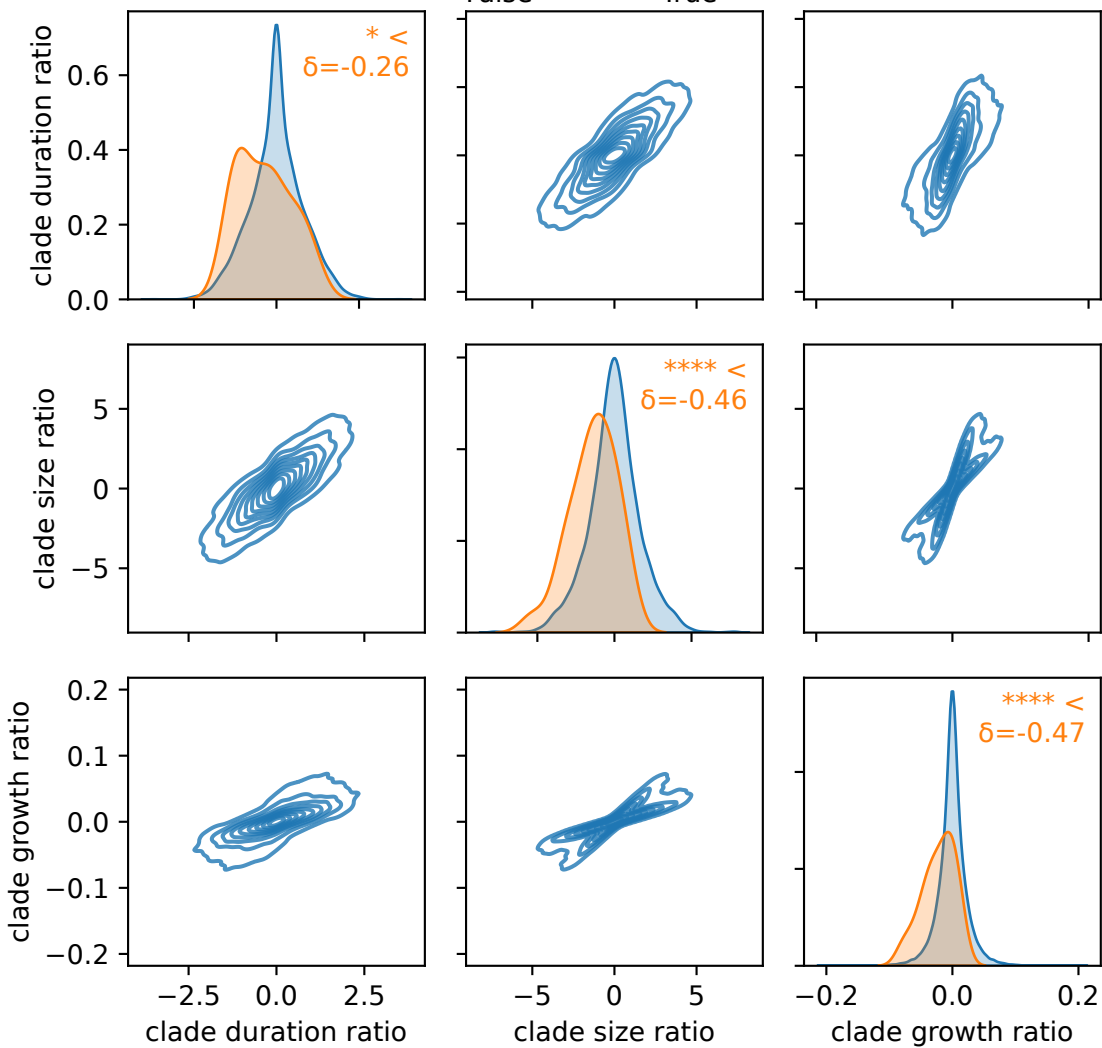 clade duration ratio
0.6
0.4
0.2
0.0
* <
δ=-0.26
clade size ratio
5
0
−5
**** <
δ=-0.46
clade growth ratio
0.2
0.1
0.0
−0.1
−0.2
**** <
δ=-0.47
−2.5 0.0 2.5
−5 0 5
−0.2 0.0 0.2
clade duration ratio
clade size ratio
clade growth ratio